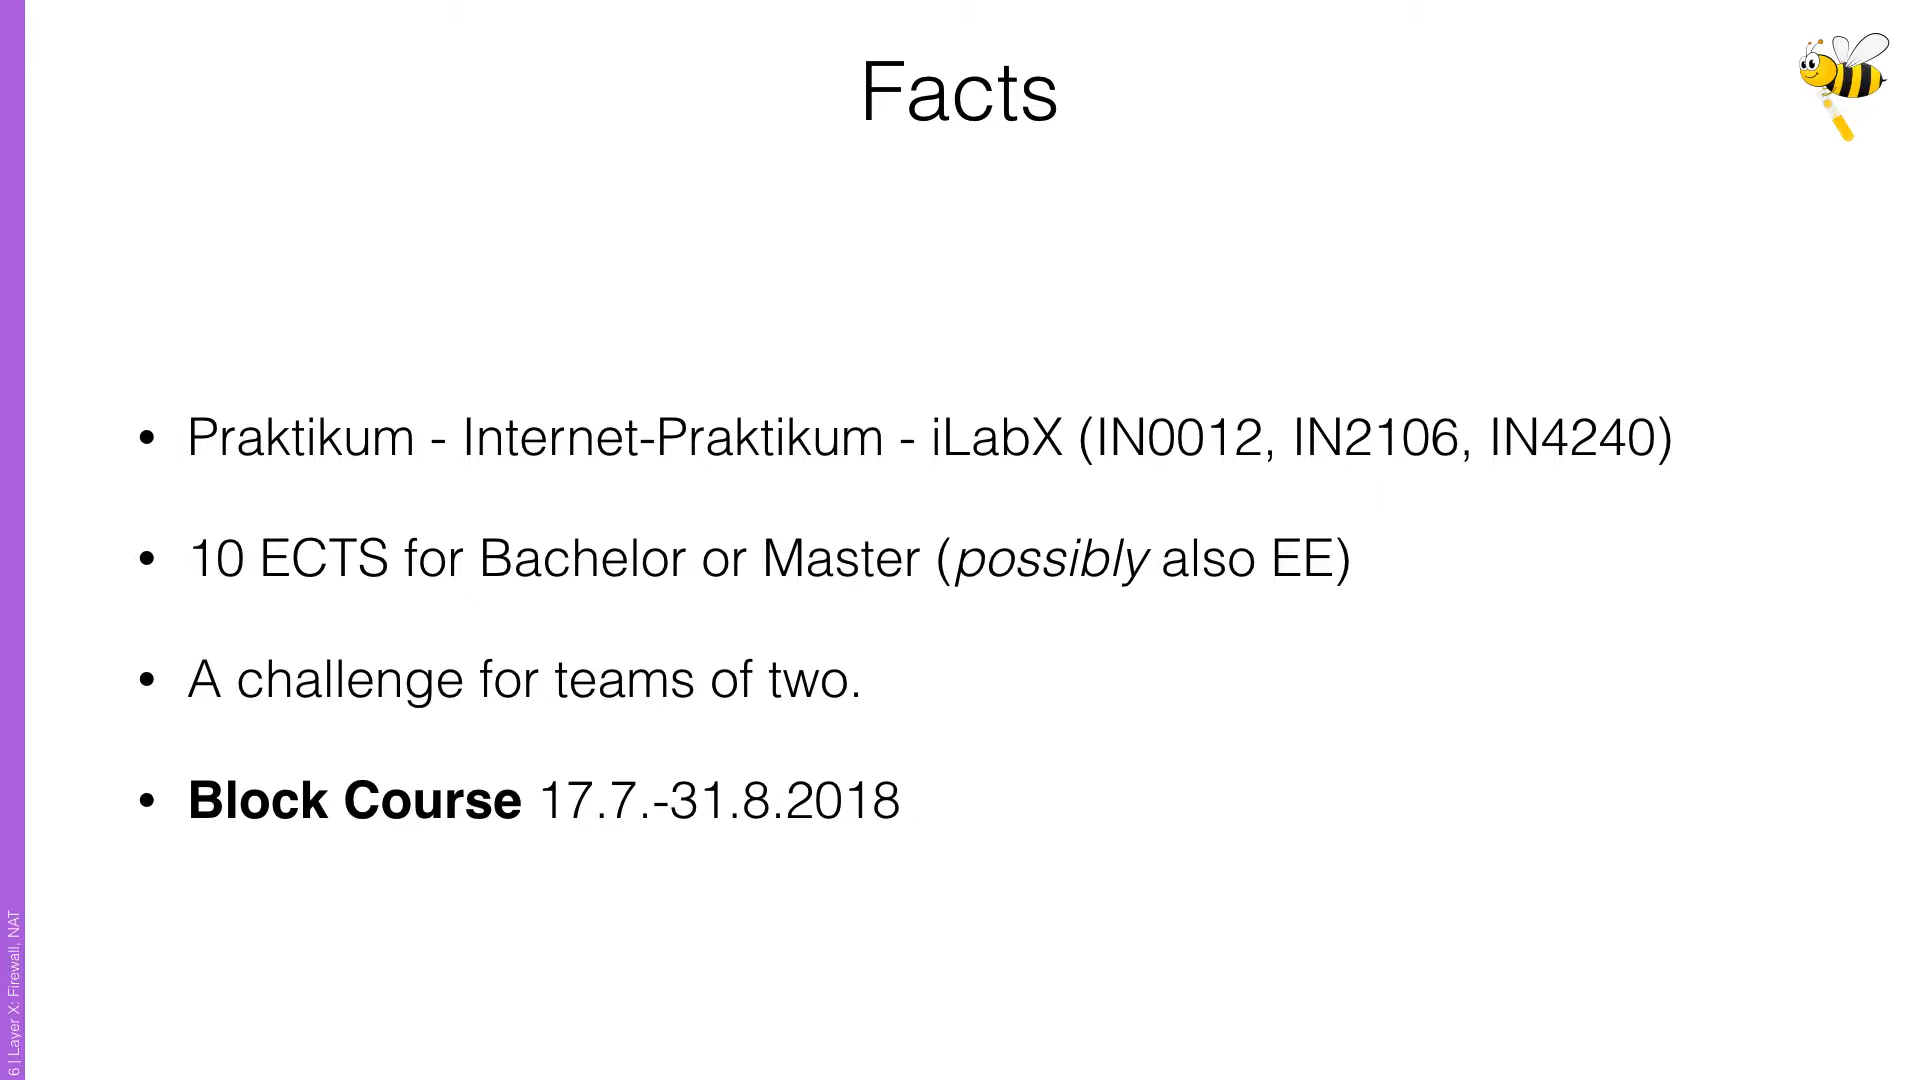 Facts
• Praktikum - Internet-Praktikum - iLabX (IN0012, IN2106, IN4240)
• 10 ECTS for Bachelor or Master (possibly also EE)
• A challenge for teams of two.
• Block Course 17.7.-31.8.2018
6 | Layer X: Firewall, NAT